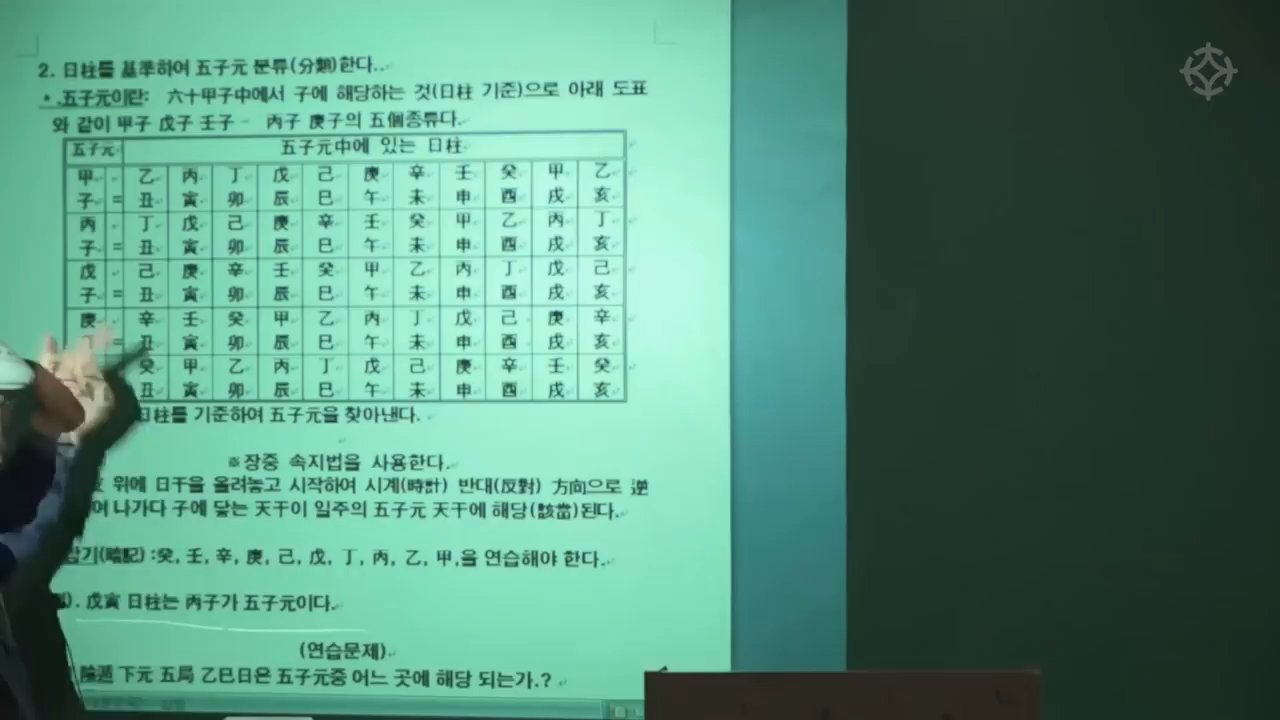 2. 日柱를 基準하여 五子元 분류(分類)한다..
* .五子元이란: 六十甲子中에서 子에 해당하는 것(日柱 기준)으로 아래 도표
와 같이 甲子 戊子 壬子 - 丙子 庚子의 五個종류다.
五子元 五子元中에 있는 日柱
甲 乙 丙 丁 戊 己 庚 辛 壬 癸 甲 乙
子 = 丑 寅 卯 辰 巳 午 未 申 酉 戌 亥
丙 丁 戊 己 庚 辛 壬 癸 甲 乙 丙 丁
子 = 丑 寅 卯 辰 巳 午 未 申 酉 戌 亥
戊 己 庚 辛 壬 癸 甲 乙 丙 丁 戊 己
子 = 丑 寅 卯 辰 巳 午 未 申 酉 戌 亥
庚 辛 壬 癸 甲 乙 丙 丁 戊 己 庚 辛
= 丑 寅 卯 辰 巳 午 未 申 酉 戌 亥
癸 甲 乙 丙 丁 戊 己 庚 辛 壬 癸
丑 寅 卯 辰 巳 午 未 申 酉 戌 亥
日柱를 기준하여 五子元을 찾아낸다.
※장중 속지법을 사용한다.
위에 日干을 올려놓고 시작하여 시계(時計) 반대(反對) 方向으로 逆
여 나가다 子에 닿는 天干이 일주의 五子元 天干에 해당(該當)된다.
암기(暗記) :癸, 壬, 辛, 庚, 己, 戊, 丁, 丙, 乙, 甲,을 연습해야 한다.
). 戊寅 日柱는 丙子가 五子元이다.
(연습문제)
陰遁 下元 五局 乙巳日은 五子元중 어느 곳에 해당 되는가.?